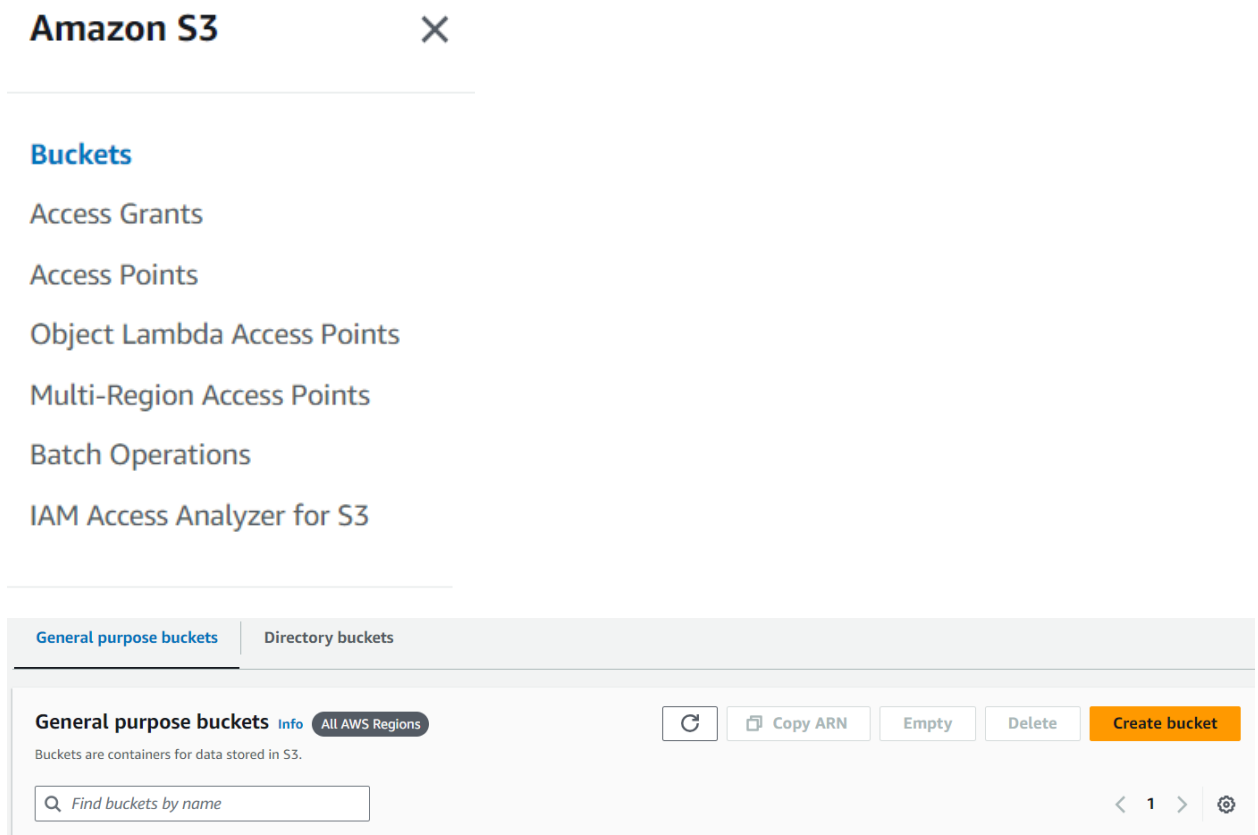 Amazon S3
Buckets
Access Grants
Access Points
Object Lambda Access Points
Multi-Region Access Points
Batch Operations
IAM Access Analyzer for S3
General purpose buckets Directory buckets
General purpose buckets Info All AWS Regions Copy ARN Empty Delete Create bucket
Buckets are containers for data stored in S3.
Find buckets by name 1